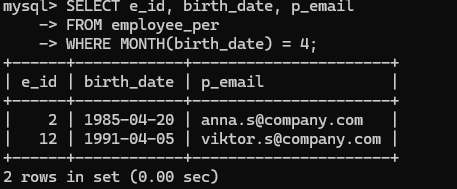 mysql> SELECT e_id, birth_date, p_email
    -> FROM employee_per
    -> WHERE MONTH(birth_date) = 4;
+------+------------+----------------------+
| e_id | birth_date | p_email              |
+------+------------+----------------------+
|    2 | 1985-04-20 | anna.s@company.com   |
|   12 | 1991-04-05 | viktor.s@company.com |
+------+------------+----------------------+
2 rows in set (0.00 sec)